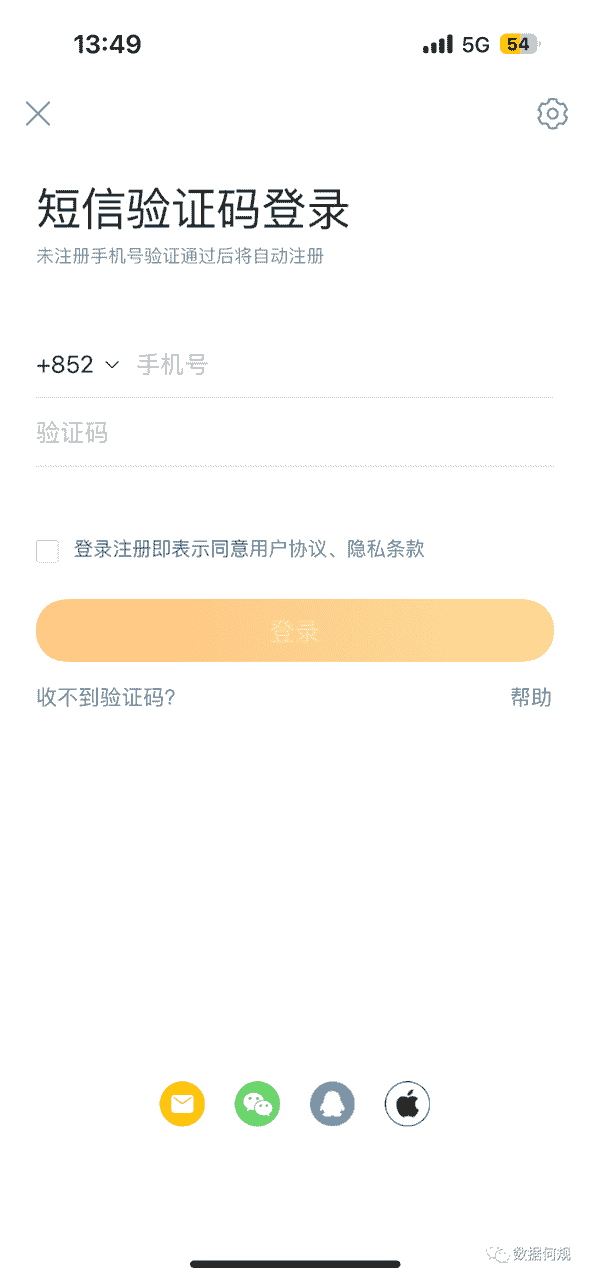 13:49
5G 54
短信验证码登录
未注册手机号验证通过后将自动注册
+852 手机号
验证码
登录注册即表示同意用户协议、隐私条款
登录
收不到验证码? 帮助
数据何规